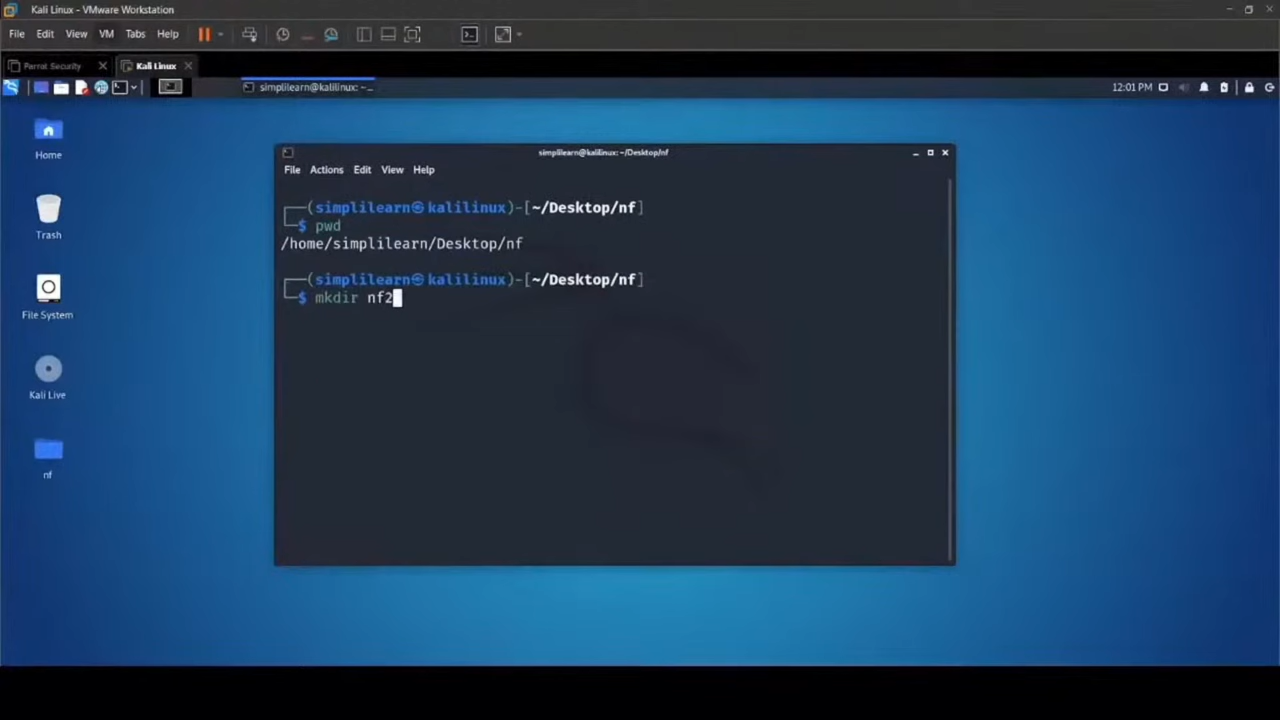 Kali Linux - VMware Workstation
File Edit View VM Tabs Help
Parrot Security
Kali Linux
simplilearn@kalilinux: ~...
12:01 PM
Home
Trash
File System
Kali Live
nf
simplilearn@kalilinux: ~/Desktop/nf
File Actions Edit View Help
┌──(simplilearn㉿kalilinux)-[~/Desktop/nf]
└─$ pwd
/home/simplilearn/Desktop/nf
┌──(simplilearn㉿kalilinux)-[~/Desktop/nf]
└─$ mkdir nf2